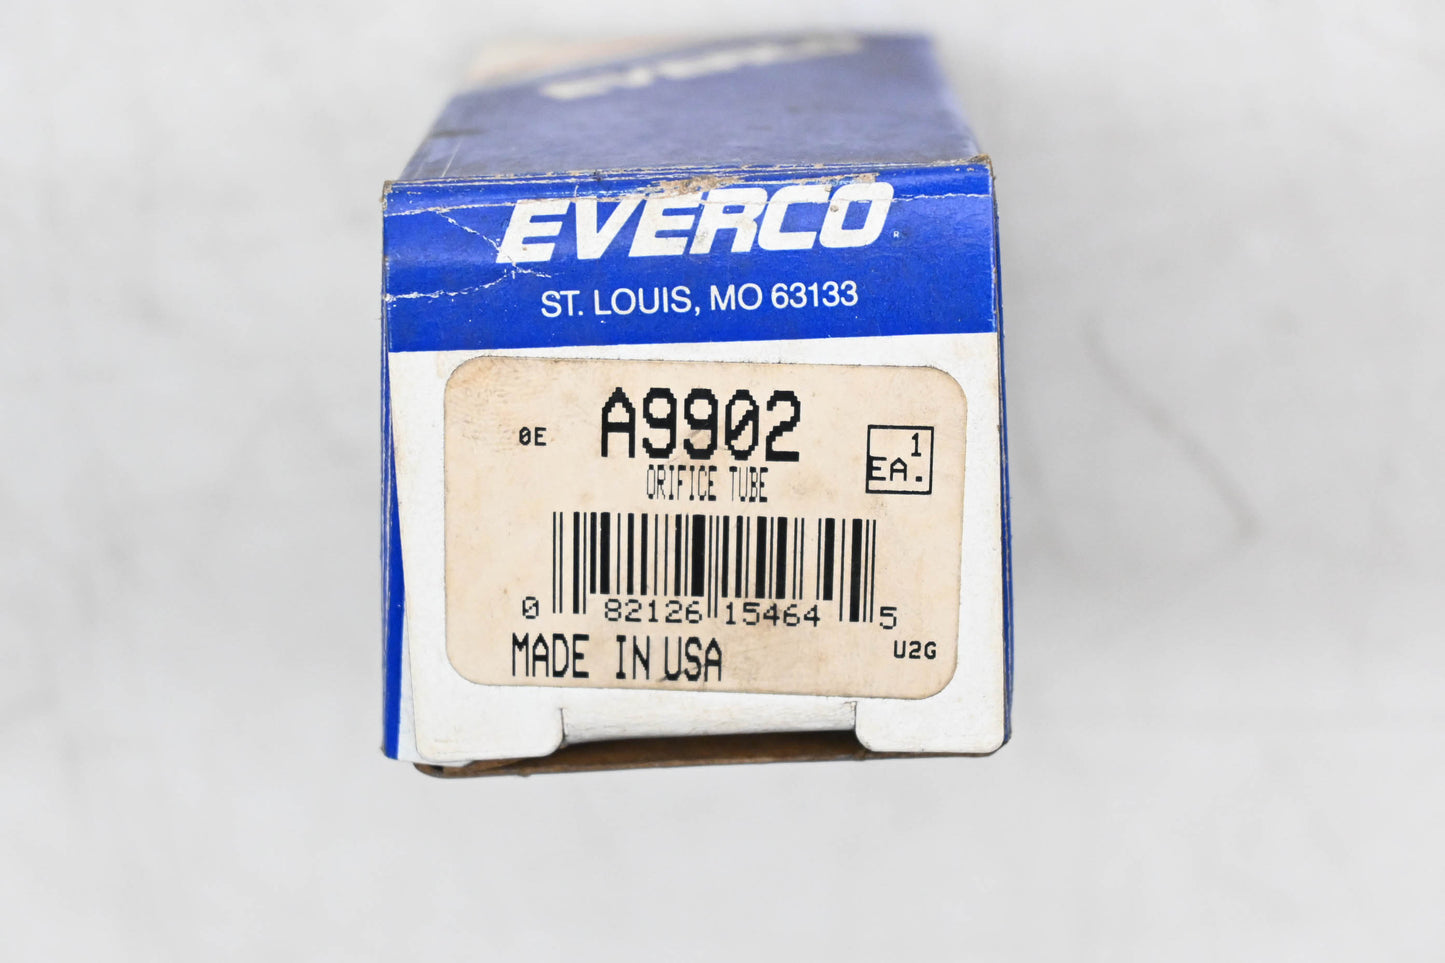 EVERCO
EVERCO®
ST. LOUIS, MO 63133
0E
A9902
1
EA.
ORIFICE TUBE
0 82126 15464 5
MADE IN USA
U2G